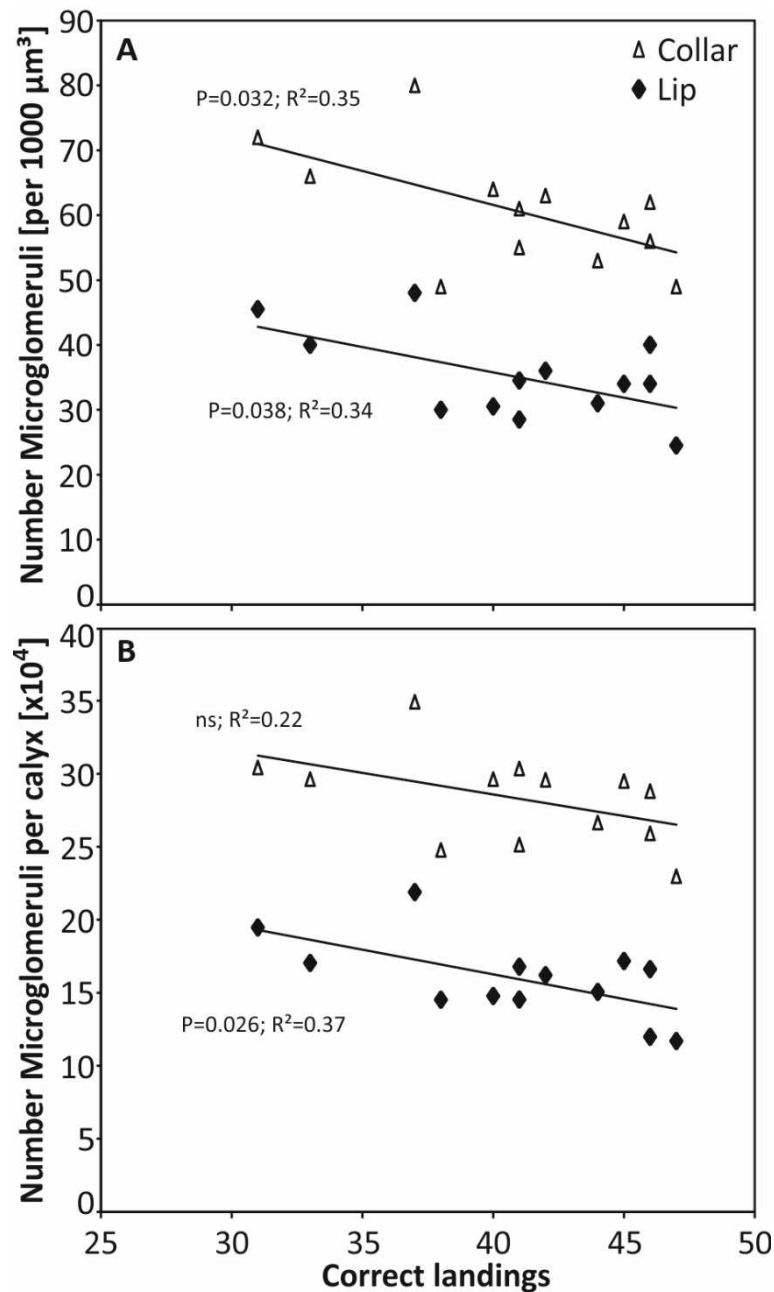 A
Collar
Lip
P=0.032; R²=0.35
P=0.038; R²=0.34
Number Microglomeruli [per 1000 µm³]
90
80
70
60
50
40
30
20
10
0
B
ns; R²=0.22
P=0.026; R²=0.37
Number Microglomeruli per calyx [x10⁴]
40
35
30
25
20
15
10
5
0
25
30
35
40
45
50
Correct landings